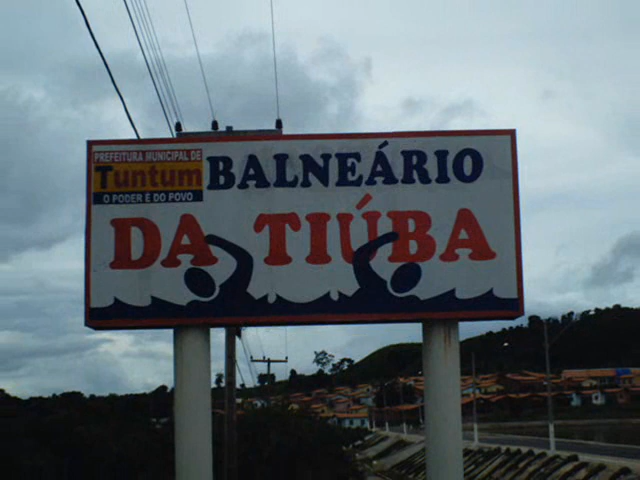 PREFEITURA MUNICIPAL DE
Tuntum
O PODER É DO POVO
BALNEÁRIO
DA TIÚBA